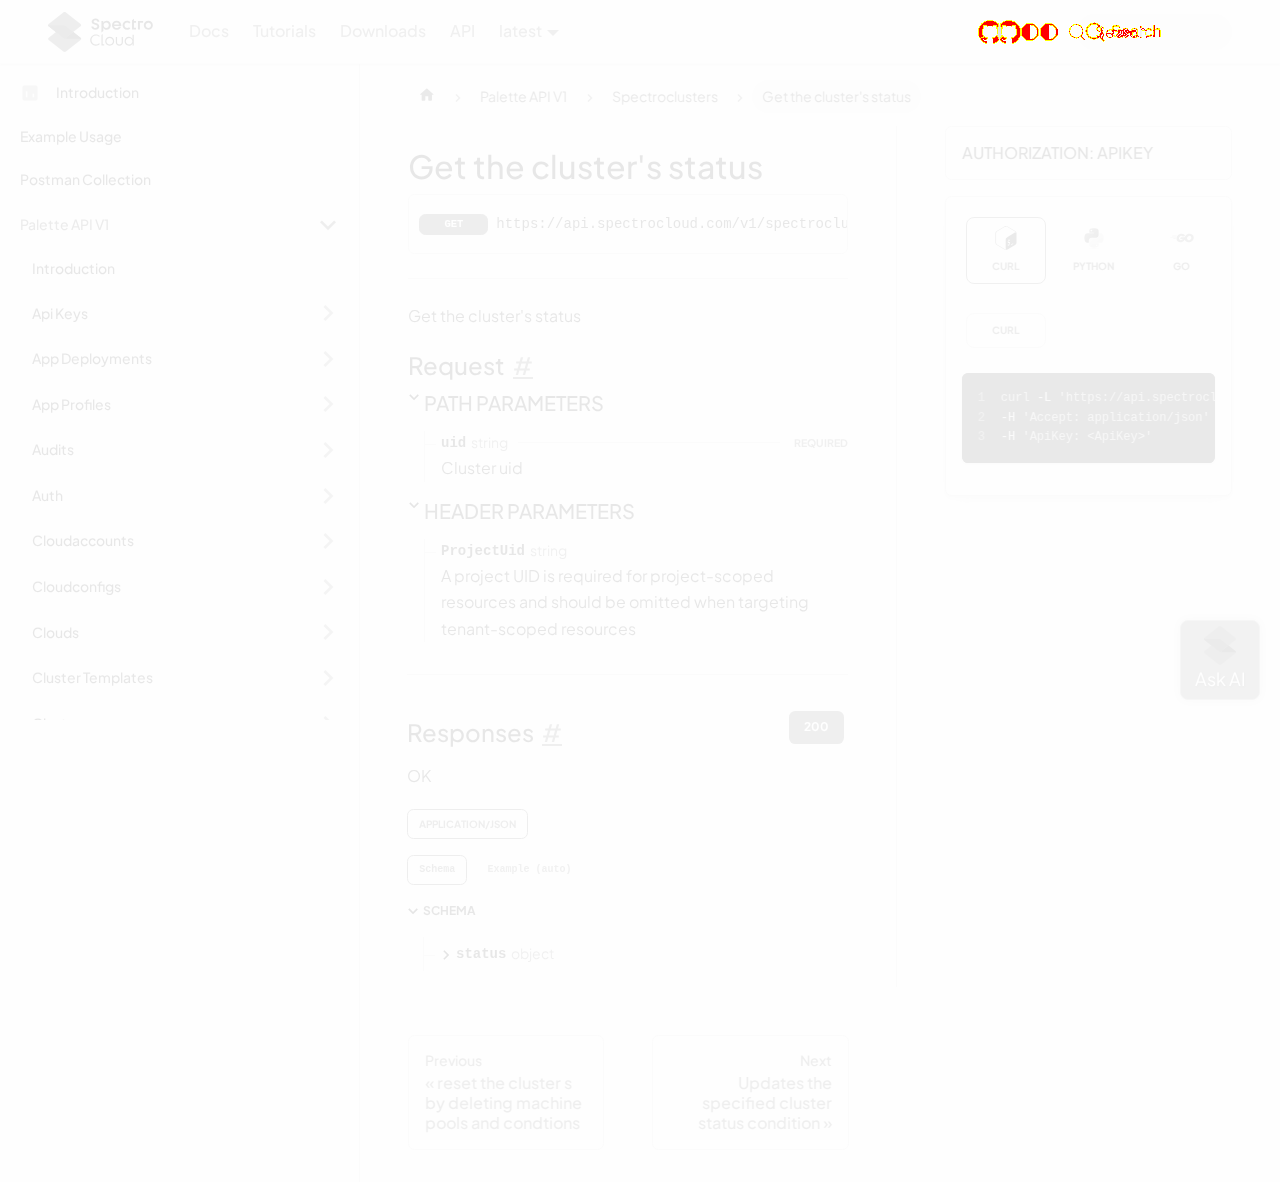 Spectro
Cloud
Docs
Tutorials
Downloads
API
latest
Search
Introduction
Example Usage
Postman Collection
Palette API V1
Introduction
Api Keys
App Deployments
App Profiles
Audits
Auth
Cloudaccounts
Cloudconfigs
Clouds
Cluster Templates
Palette API V1
Spectroclusters
Get the cluster's status
Get the cluster's status
GET https://api.spectrocloud.com/v1/spectroclu
Get the cluster's status
Request #
PATH PARAMETERS
uid string REQUIRED
Cluster uid
HEADER PARAMETERS
ProjectUid string
A project UID is required for project-scoped
resources and should be omitted when targeting
tenant-scoped resources
Responses #
200
OK
APPLICATION/JSON
Schema
Example (auto)
SCHEMA
status object
Previous
« reset the cluster s
by deleting machine
pools and condtions
Next
Updates the
specified cluster
status condition »
AUTHORIZATION: APIKEY
CURL
PYTHON
GO
CURL
1 curl -L 'https://api.spectrocl
2 -H 'Accept: application/json'
3 -H 'ApiKey: <ApiKey>'
Ask AI